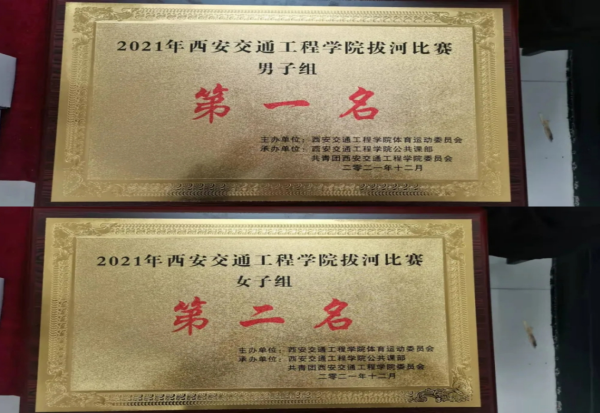 2021年西安交通工程学院拔河比赛
男子组
第一名
主办单位：西安交通工程学院体育运动委员会
承办单位：西安交通工程学院公共课部
共青团西安交通工程学院委员会
二〇二一年十二月
2021年西安交通工程学院拔河比赛
女子组
第二名
主办单位：西安交通工程学院体育运动委员会
承办单位：西安交通工程学院公共课部
共青团西安交通工程学院委员会
二〇二一年十二月